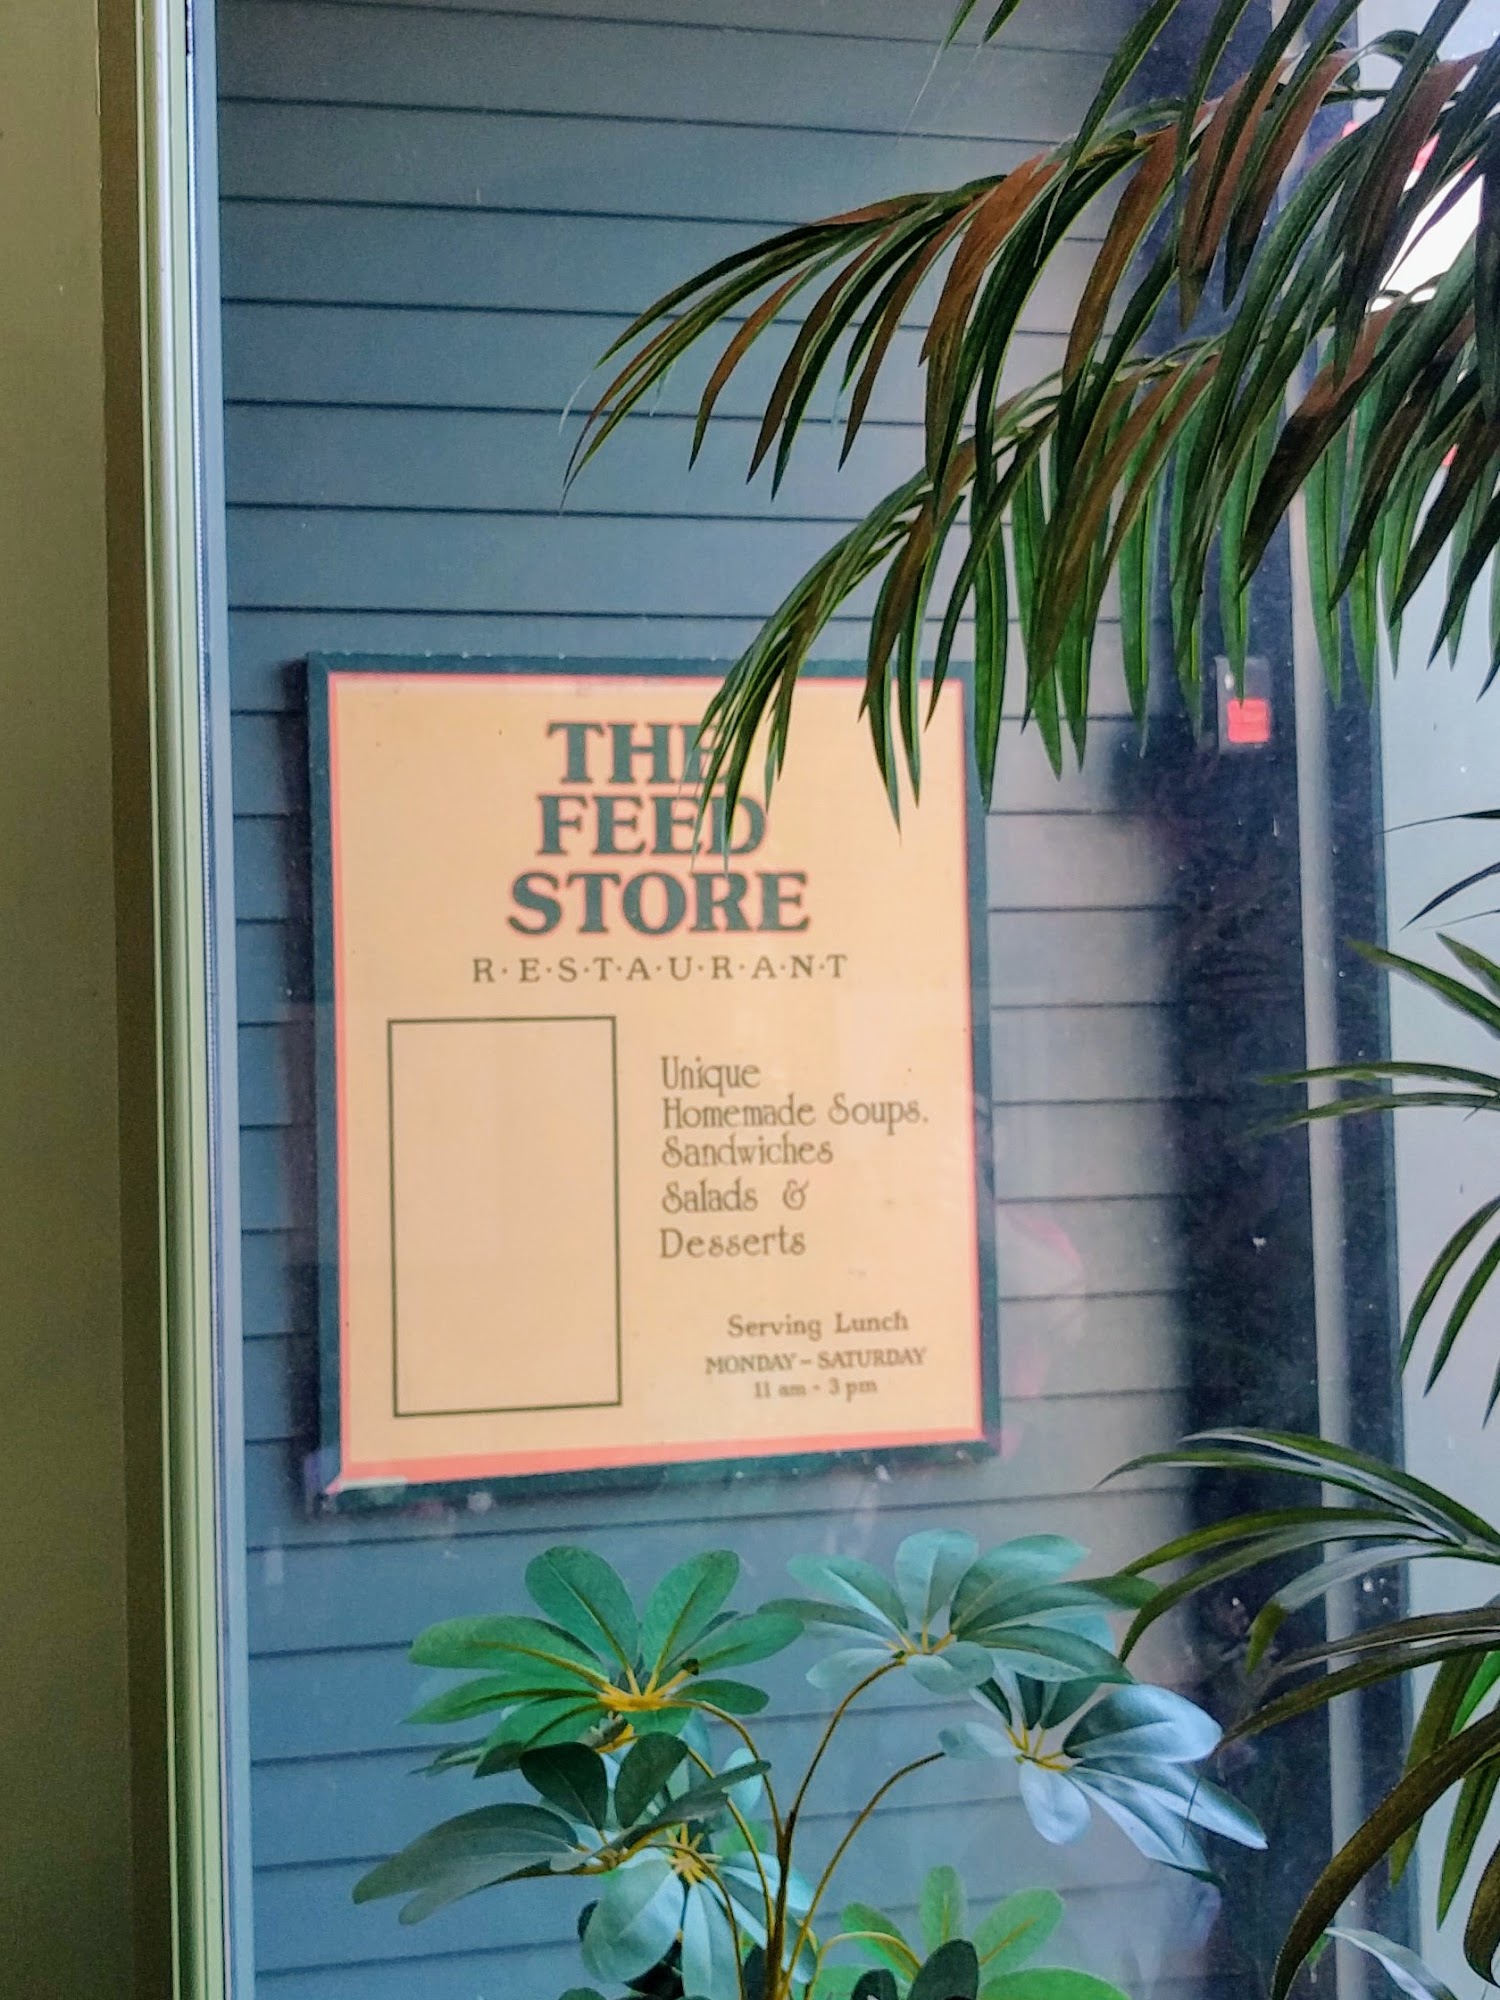 THE
FEED
STORE
R·E·S·T·A·U·R·A·N·T
Unique
Homemade Soups.
Sandwiches
Salads &
Desserts
Serving Lunch
MONDAY – SATURDAY
11 am - 3 pm